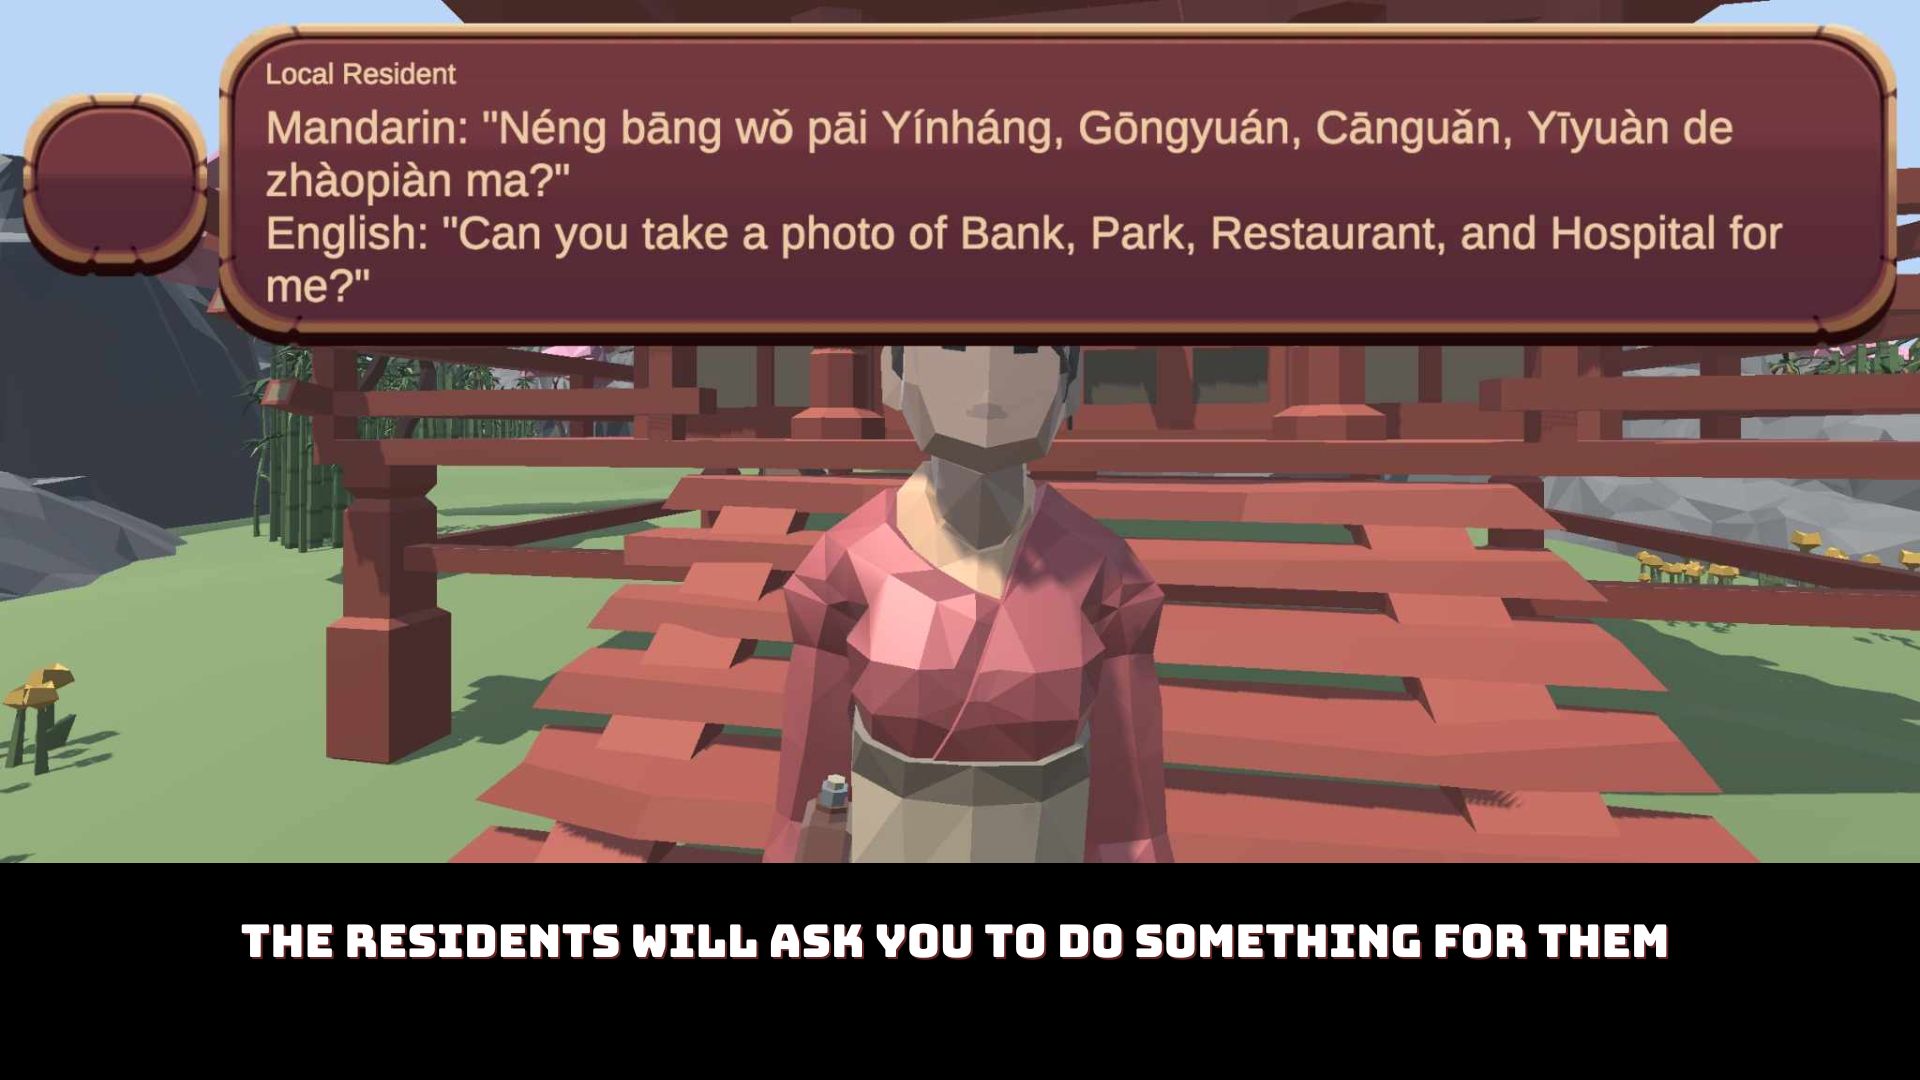 Local Resident
Mandarin: "Néng bāng wǒ pāi Yínháng, Gōngyuán, Cānguǎn, Yīyuàn de
zhàopiàn ma?"
English: "Can you take a photo of Bank, Park, Restaurant, and Hospital for
me?"
THE RESIDENTS WILL ASK YOU TO DO SOMETHING FOR THEM